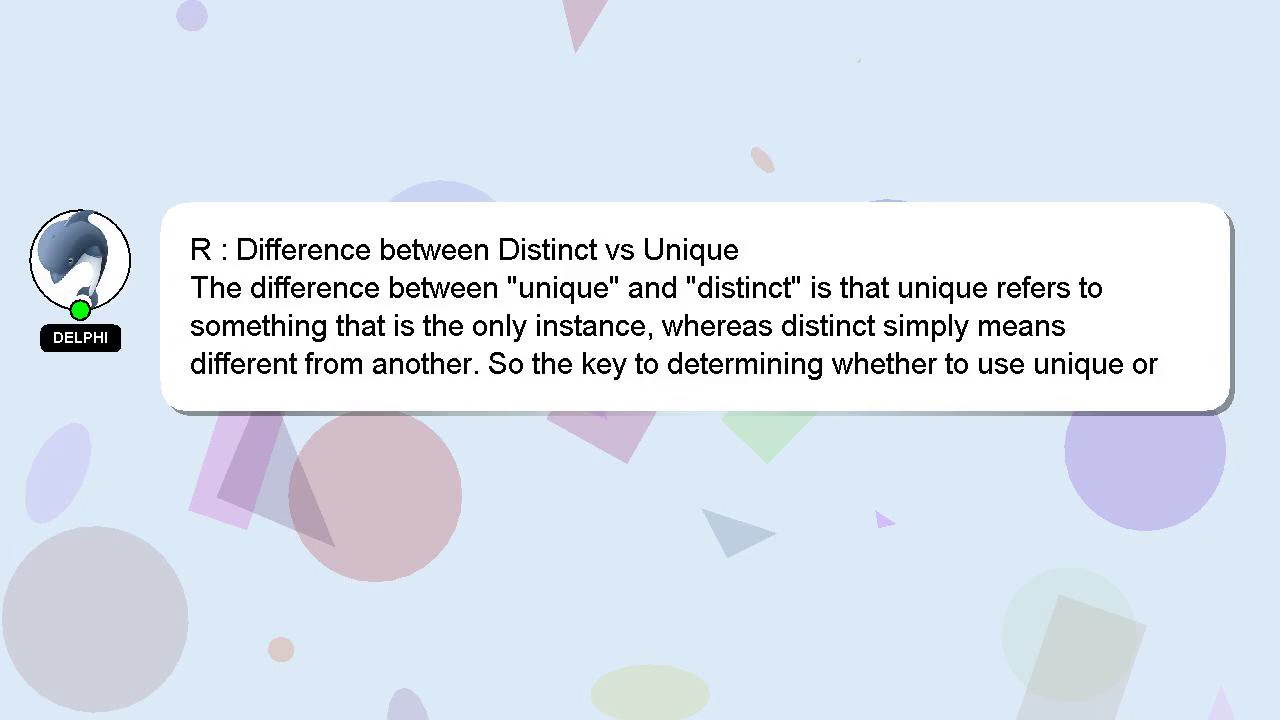 R : Difference between Distinct vs Unique
The difference between "unique" and "distinct" is that unique refers to
something that is the only instance, whereas distinct simply means
different from another. So the key to determining whether to use unique or
DELPHI